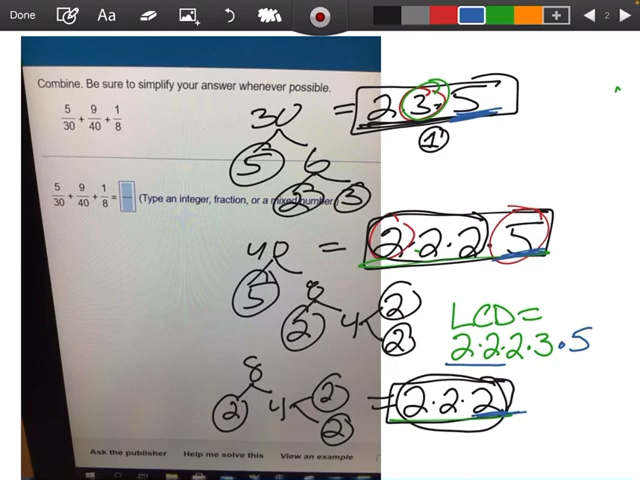 Done 2
Combine. Be sure to simplify your answer whenever possible.
5/30 + 9/40 + 1/8
5/30 + 9/40 + 1/8 = (Type an integer, fraction, or a mixed number.)
30 = 2 · 3 · 5
1
5 6
2 3
40 = 2 · 2 · 2 · 5
5 8
2 4 2
2
LCD =
2 · 2 · 2 · 3 · 5
8 = 2 · 2 · 2
2 4 2
2
Ask the publisher Help me solve this View an example